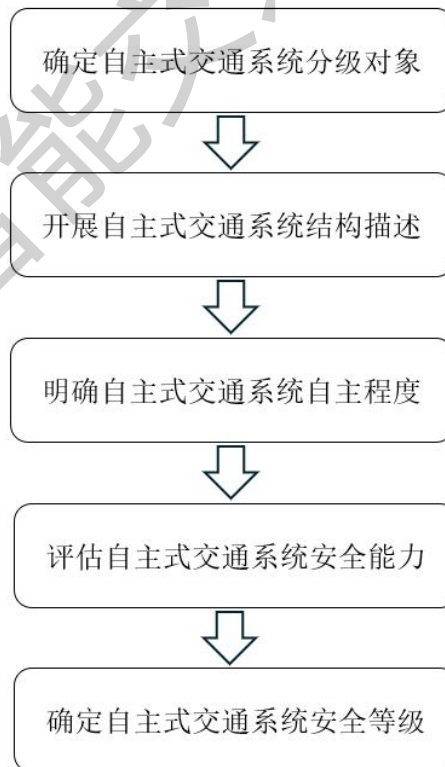 确定自主式交通系统分级对象
开展自主式交通系统结构描述
明确自主式交通系统自主程度
评估自主式交通系统安全能力
确定自主式交通系统安全等级